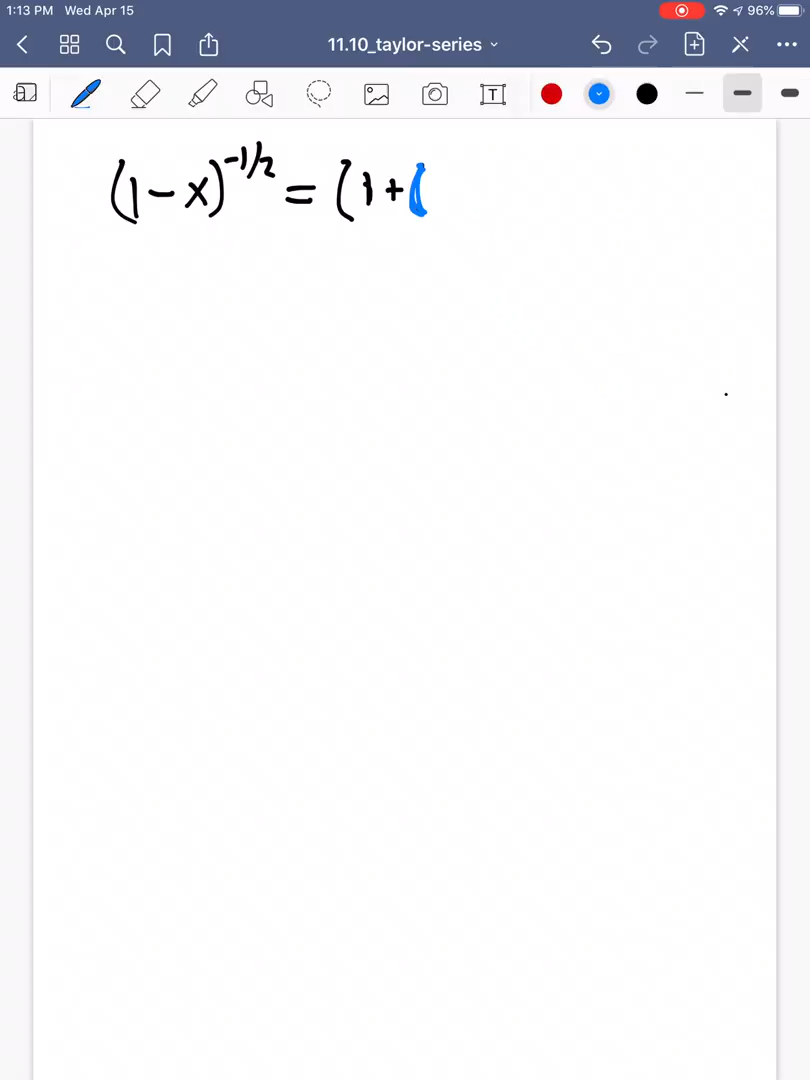 1:13 PM Wed Apr 15 96%
11.10_taylor-series
T
(1-x)^{-1/2} = (1+(